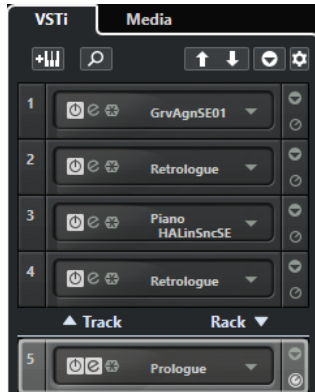 VSTi Media
1 GrvAgnSE01
2 Retrologue
3 Piano
HALinSncSE
4 Retrologue
▲ Track Rack ▼
5 Prologue